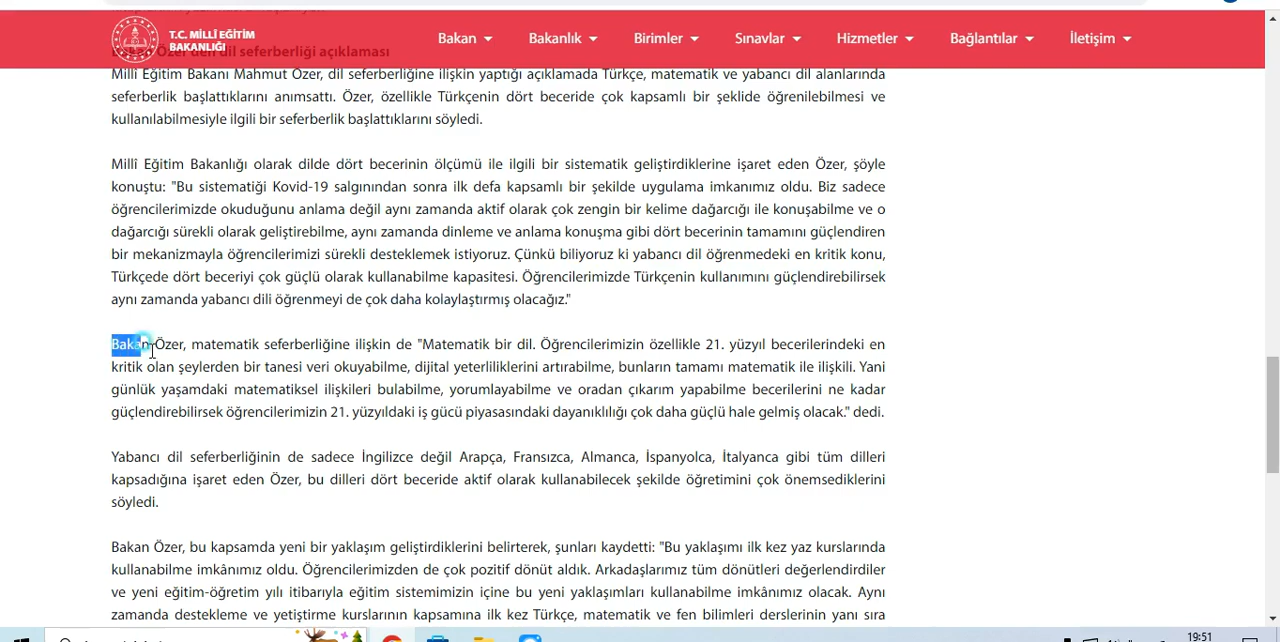 T.C. MİLLÎ EĞİTİM
BAKANLIĞI
Bakan
Bakanlık
Birimler
Sınavlar
Hizmetler
Bağlantılar
İletişim
Özer'den dil seferberliği açıklaması
Millî Eğitim Bakanı Mahmut Özer, dil seferberliğine ilişkin yaptığı açıklamada Türkçe, matematik ve yabancı dil alanlarında
seferberlik başlattıklarını anımsattı. Özer, özellikle Türkçenin dört beceride çok kapsamlı bir şeklide öğrenilebilmesi ve
kullanılabilmesiyle ilgili bir seferberlik başlattıklarını söyledi.
Millî Eğitim Bakanlığı olarak dilde dört becerinin ölçümü ile ilgili bir sistematik geliştirdiklerine işaret eden Özer, şöyle
konuştu: "Bu sistematiği Kovid-19 salgınından sonra ilk defa kapsamlı bir şekilde uygulama imkanımız oldu. Biz sadece
öğrencilerimizde okuduğunu anlama değil aynı zamanda aktif olarak çok zengin bir kelime dağarcığı ile konuşabilme ve o
dağarcığı sürekli olarak geliştirebilme, aynı zamanda dinleme ve anlama konuşma gibi dört becerinin tamamını güçlendiren
bir mekanizmayla öğrencilerimizi sürekli desteklemek istiyoruz. Çünkü biliyoruz ki yabancı dil öğrenmedeki en kritik konu,
Türkçede dört beceriyi çok güçlü olarak kullanabilme kapasitesi. Öğrencilerimizde Türkçenin kullanımını güçlendirebilirsek
aynı zamanda yabancı dili öğrenmeyi de çok daha kolaylaştırmış olacağız."
Bakan Özer, matematik seferberliğine ilişkin de "Matematik bir dil. Öğrencilerimizin özellikle 21. yüzyıl becerilerindeki en
kritik olan şeylerden bir tanesi veri okuyabilme, dijital yeterliliklerini artırabilme, bunların tamamı matematik ile ilişkili. Yani
günlük yaşamdaki matematiksel ilişkileri bulabilme, yorumlayabilme ve oradan çıkarım yapabilme becerilerini ne kadar
güçlendirebilirsek öğrencilerimizin 21. yüzyıldaki iş gücü piyasasındaki dayanıklılığı çok daha güçlü hale gelmiş olacak." dedi.
Yabancı dil seferberliğinin de sadece İngilizce değil Arapça, Fransızca, Almanca, İspanyolca, İtalyanca gibi tüm dilleri
kapsadığına işaret eden Özer, bu dilleri dört beceride aktif olarak kullanabilecek şekilde öğretimini çok önemsediklerini
söyledi.
Bakan Özer, bu kapsamda yeni bir yaklaşım geliştirdiklerini belirterek, şunları kaydetti: "Bu yaklaşımı ilk kez yaz kurslarında
kullanabilme imkânımız oldu. Öğrencilerimizden de çok pozitif dönüt aldık. Arkadaşlarımız tüm dönütleri değerlendirdiler
ve yeni eğitim-öğretim yılı itibarıyla eğitim sistemimizin içine bu yeni yaklaşımları kullanabilme imkânımız olacak. Aynı
zamanda destekleme ve yetiştirme kurslarının kapsamına ilk kez Türkçe, matematik ve fen bilimleri derslerinin yanı sıra
19:51